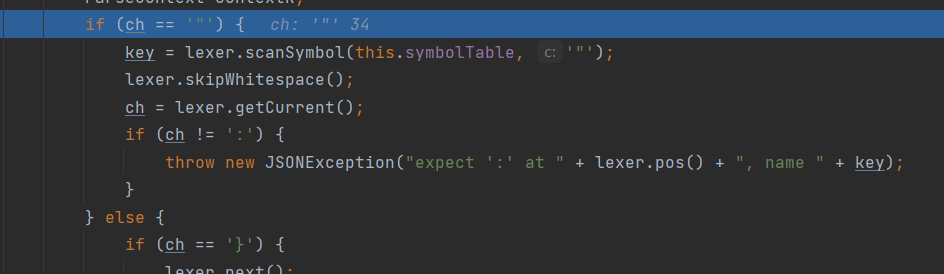 ParseContext contextR;
if (ch == '"') {   ch: '"' 34
key = lexer.scanSymbol(this.symbolTable, c: '"');
lexer.skipWhitespace();
ch = lexer.getCurrent();
if (ch != ':') {
throw new JSONException("expect ':' at " + lexer.pos() + ", name " + key);
}
} else {
if (ch == '}') {
lexer.next();